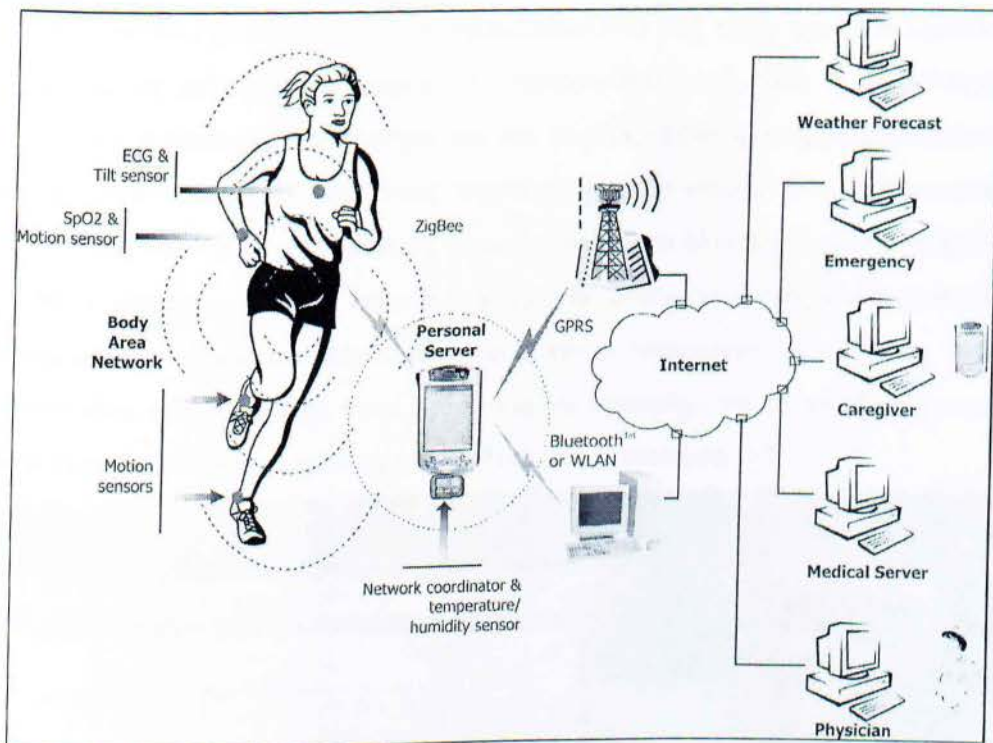 Weather Forecast
ECG &
Tilt sensor
SpO2 &
Motion sensor
ZigBee
Emergency
Body
Area
Network
Personal
Server
GPRS
Internet
Caregiver
Motion
sensors
Bluetooth™
or WLAN
Medical Server
Network coordinator &
temperature/
humidity sensor
Physician